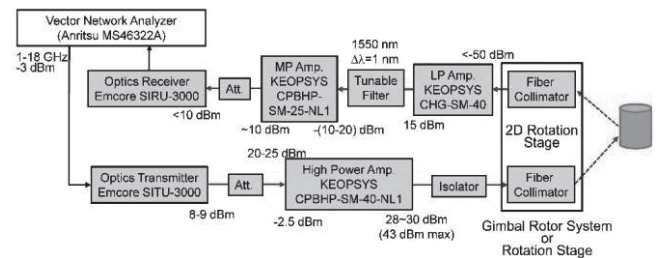 Vector Network Analyzer
(Anritsu MS46322A)
1-18 GHz
-3 dBm
Optics Receiver
Emcore SIRU-3000
<10 dBm
Att.
MP Amp.
KEOPSYS
CPBHP-
SM-25-NL1
~10 dBm
1550 nm
Δλ=1 nm
Tunable
Filter
-(10-20) dBm
LP Amp.
KEOPSYS
CHG-SM-40
15 dBm
<-50 dBm
Fiber
Collimator
2D Rotation
Stage
Optics Transmitter
Emcore SITU-3000
8-9 dBm
Att.
20-25 dBm
High Power Amp.
KEOPSYS
CPBHP-SM-40-NL1
-2.5 dBm
28~30 dBm
(43 dBm max)
Isolator
Fiber
Collimator
Gimbal Rotor System
or
Rotation Stage